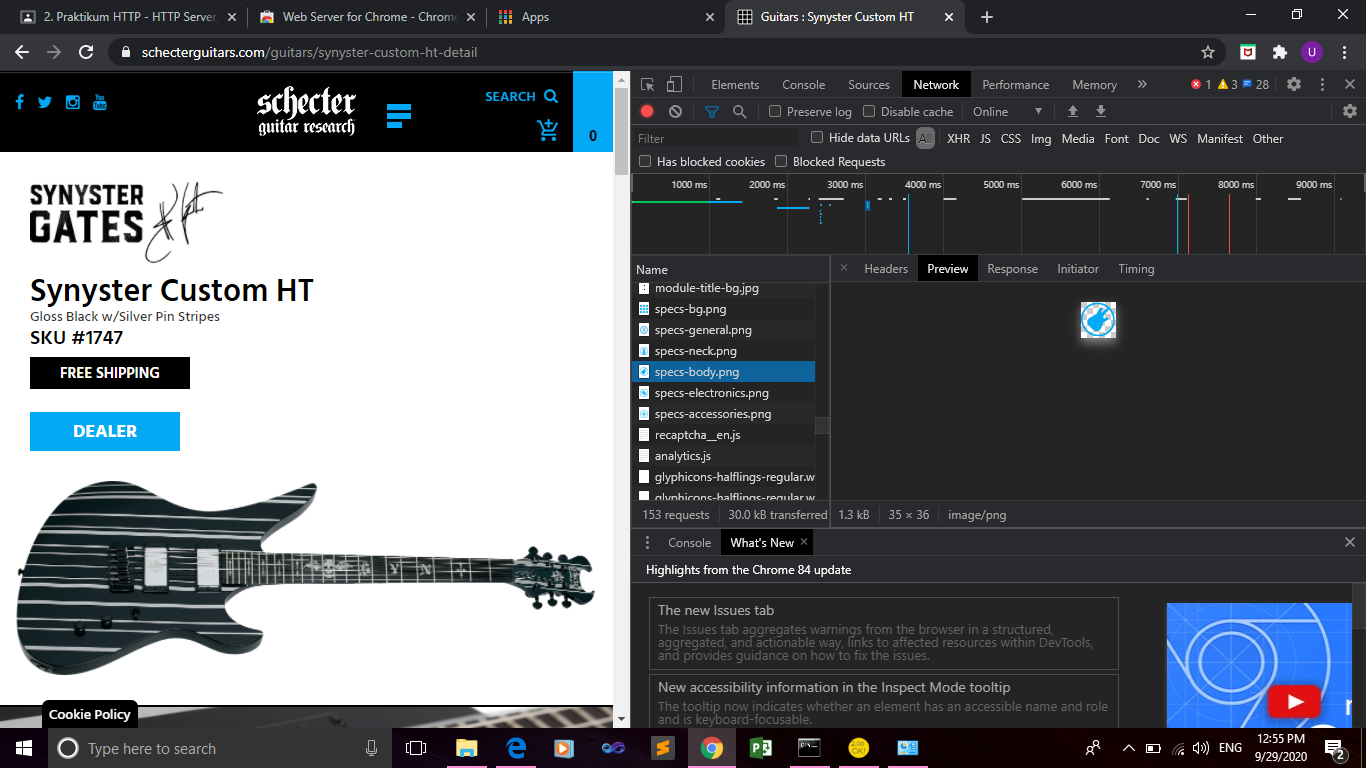 2. Praktikum HTTP - HTTP Server
Web Server for Chrome - Chrome
Apps
Guitars : Synyster Custom HT
schecterguitars.com/guitars/synyster-custom-ht-detail
U
You Tube
schecter
guitar research
SEARCH
0
SYNYSTER
GATES
Synyster Custom HT
Gloss Black w/Silver Pin Stripes
SKU #1747
FREE SHIPPING
DEALER
Cookie Policy
Elements Console Sources Network Performance Memory » 1 3 28
Preserve log Disable cache Online
Filter Hide data URLs All XHR JS CSS Img Media Font Doc WS Manifest Other
Has blocked cookies Blocked Requests
1000 ms 2000 ms 3000 ms 4000 ms 5000 ms 6000 ms 7000 ms 8000 ms 9000 ms
Name
module-title-bg.jpg
specs-bg.png
specs-general.png
specs-neck.png
specs-body.png
specs-electronics.png
specs-accessories.png
recaptcha__en.js
analytics.js
glyphicons-halflings-regular.w
glyphicons-halflings-regular.w
153 requests 30.0 kB transferred
× Headers Preview Response Initiator Timing
1.3 kB 35 × 36 image/png
Console What's New ×
Highlights from the Chrome 84 update
The new Issues tab
The Issues tab aggregates warnings from the browser in a structured,
aggregated, and actionable way, links to affected resources within DevTools,
and provides guidance on how to fix the issues.
New accessibility information in the Inspect Mode tooltip
The tooltip now indicates whether an element has an accessible name and role
and is keyboard-focusable.
Type here to search
ENG
12:55 PM
9/29/2020
2